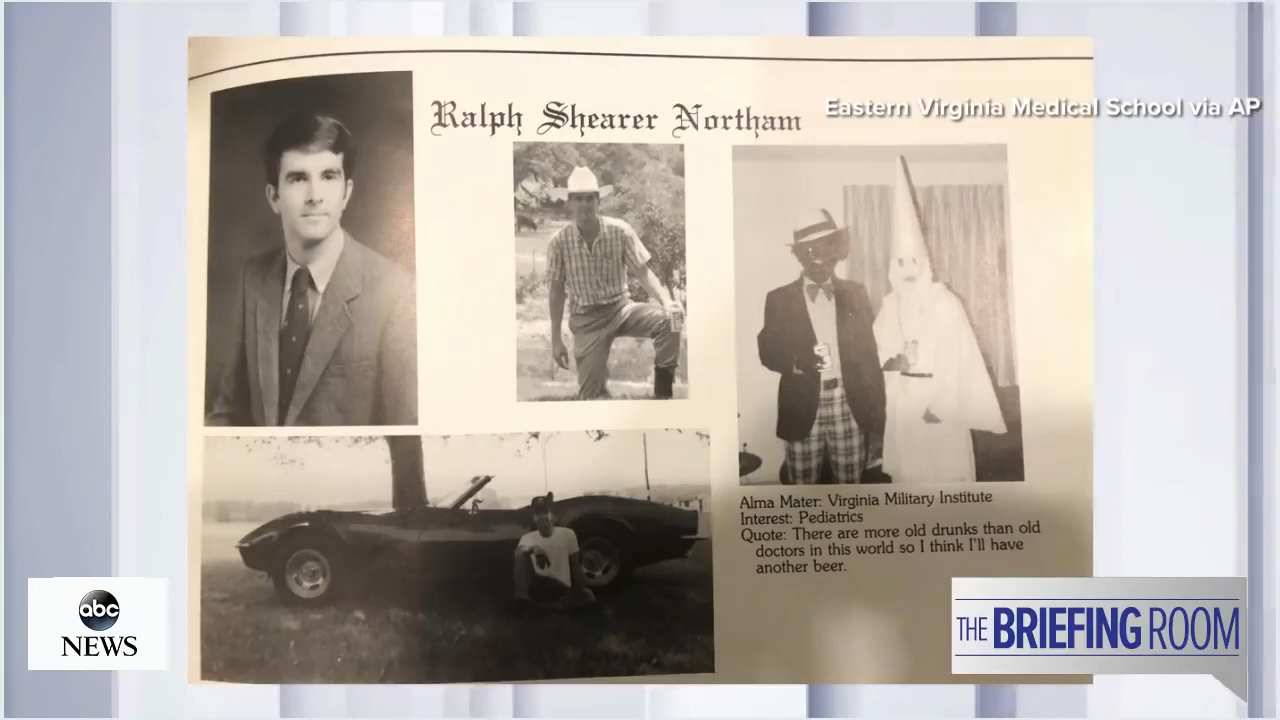 Ralph Shearer Northam
Eastern Virginia Medical School via AP
Alma Mater: Virginia Military Institute
Interest: Pediatrics
Quote: There are more old drunks than old
doctors in this world so I think I'll have
another beer.
abc
NEWS
THE BRIEFING ROOM